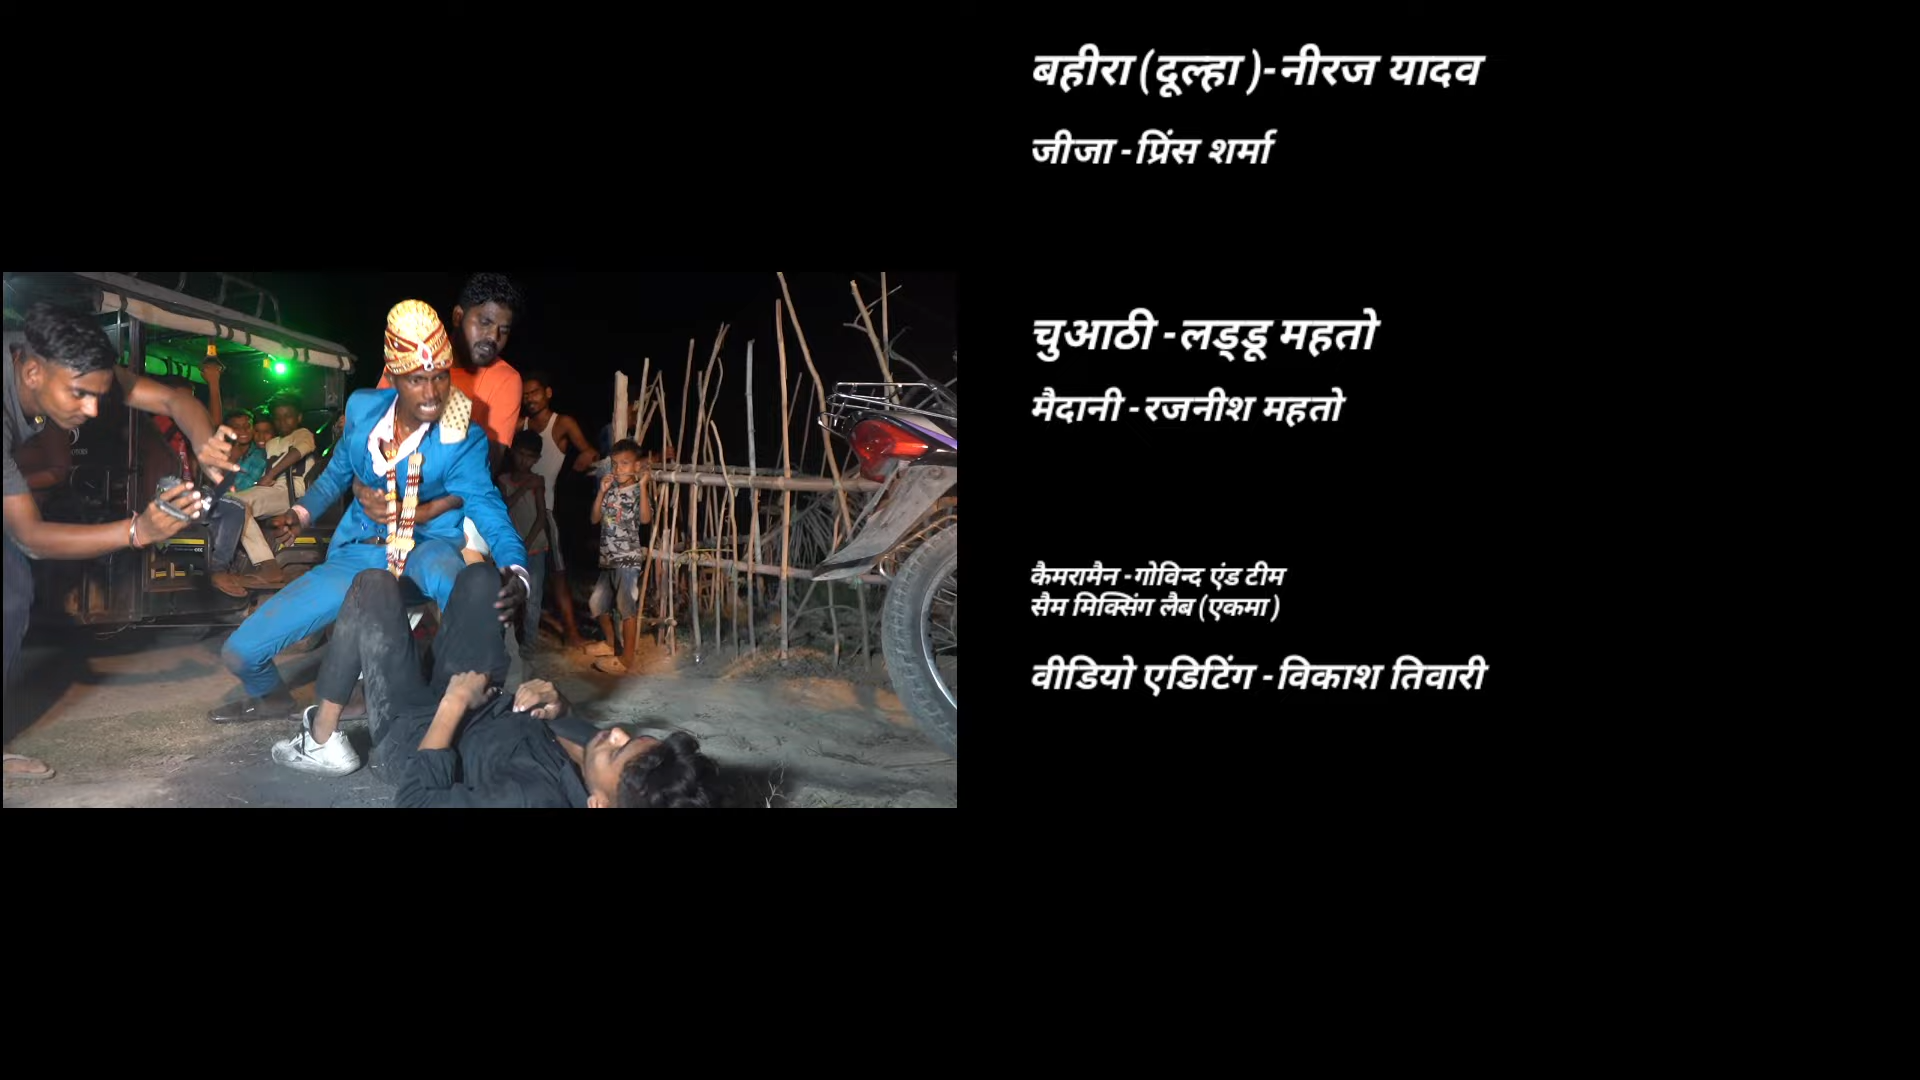 बहीरा (दूल्हा )-नीरज यादव
जीजा -प्रिंस शर्मा
चुआठी -लड्डू महतो
मैदानी -रजनीश महतो
कैमरामैन -गोविन्द एंड टीम
सैम मिक्सिंग लैब (एकमा )
वीडियो एडिटिंग -विकाश तिवारी